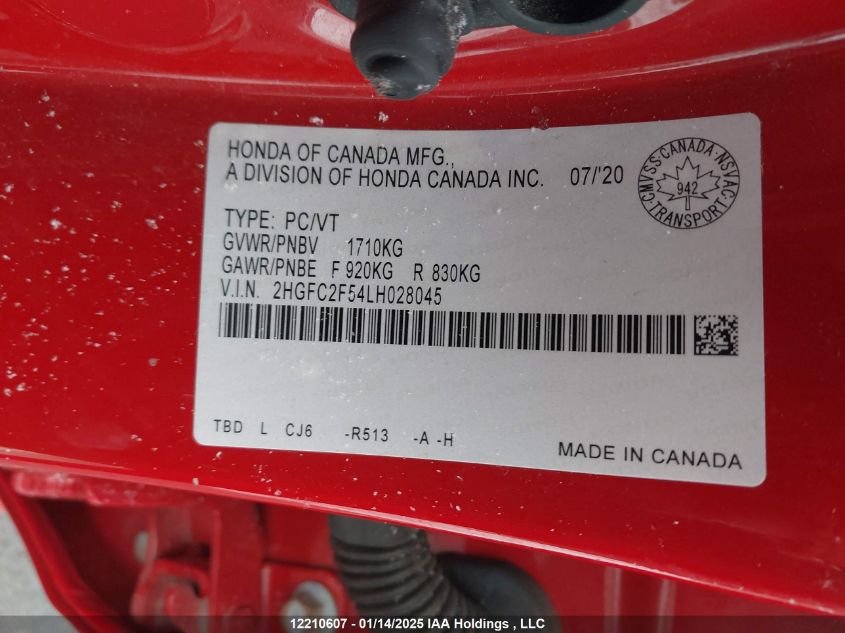 HONDA OF CANADA MFG.,
A DIVISION OF HONDA CANADA INC. 07/'20
CMVSS-CANADA-NSVAC
942
-TRANSPORT-
TYPE: PC/VT
GVWR/PNBV 1710KG
GAWR/PNBE F 920KG R 830KG
V.I.N. 2HGFC2F54LH028045
TBD L CJ6 -R513 -A -H
MADE IN CANADA
12210607 - 01/14/2025 IAA Holdings , LLC